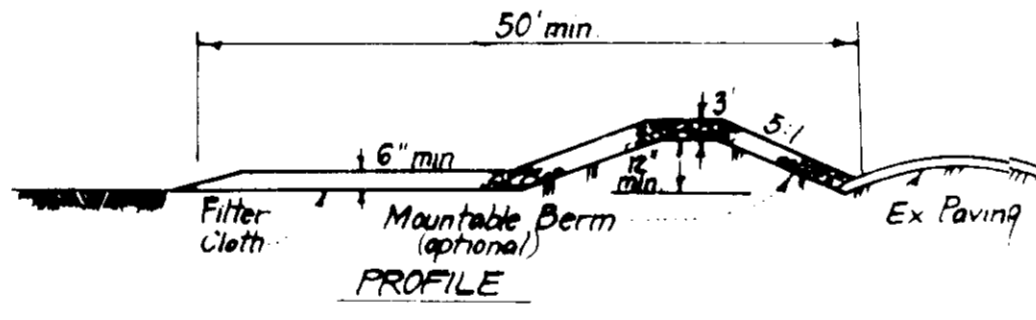 50' min.
3'
5:1
6" min
12"
min.
Filter
Cloth
Mountable Berm
(optional)
Ex Paving
PROFILE